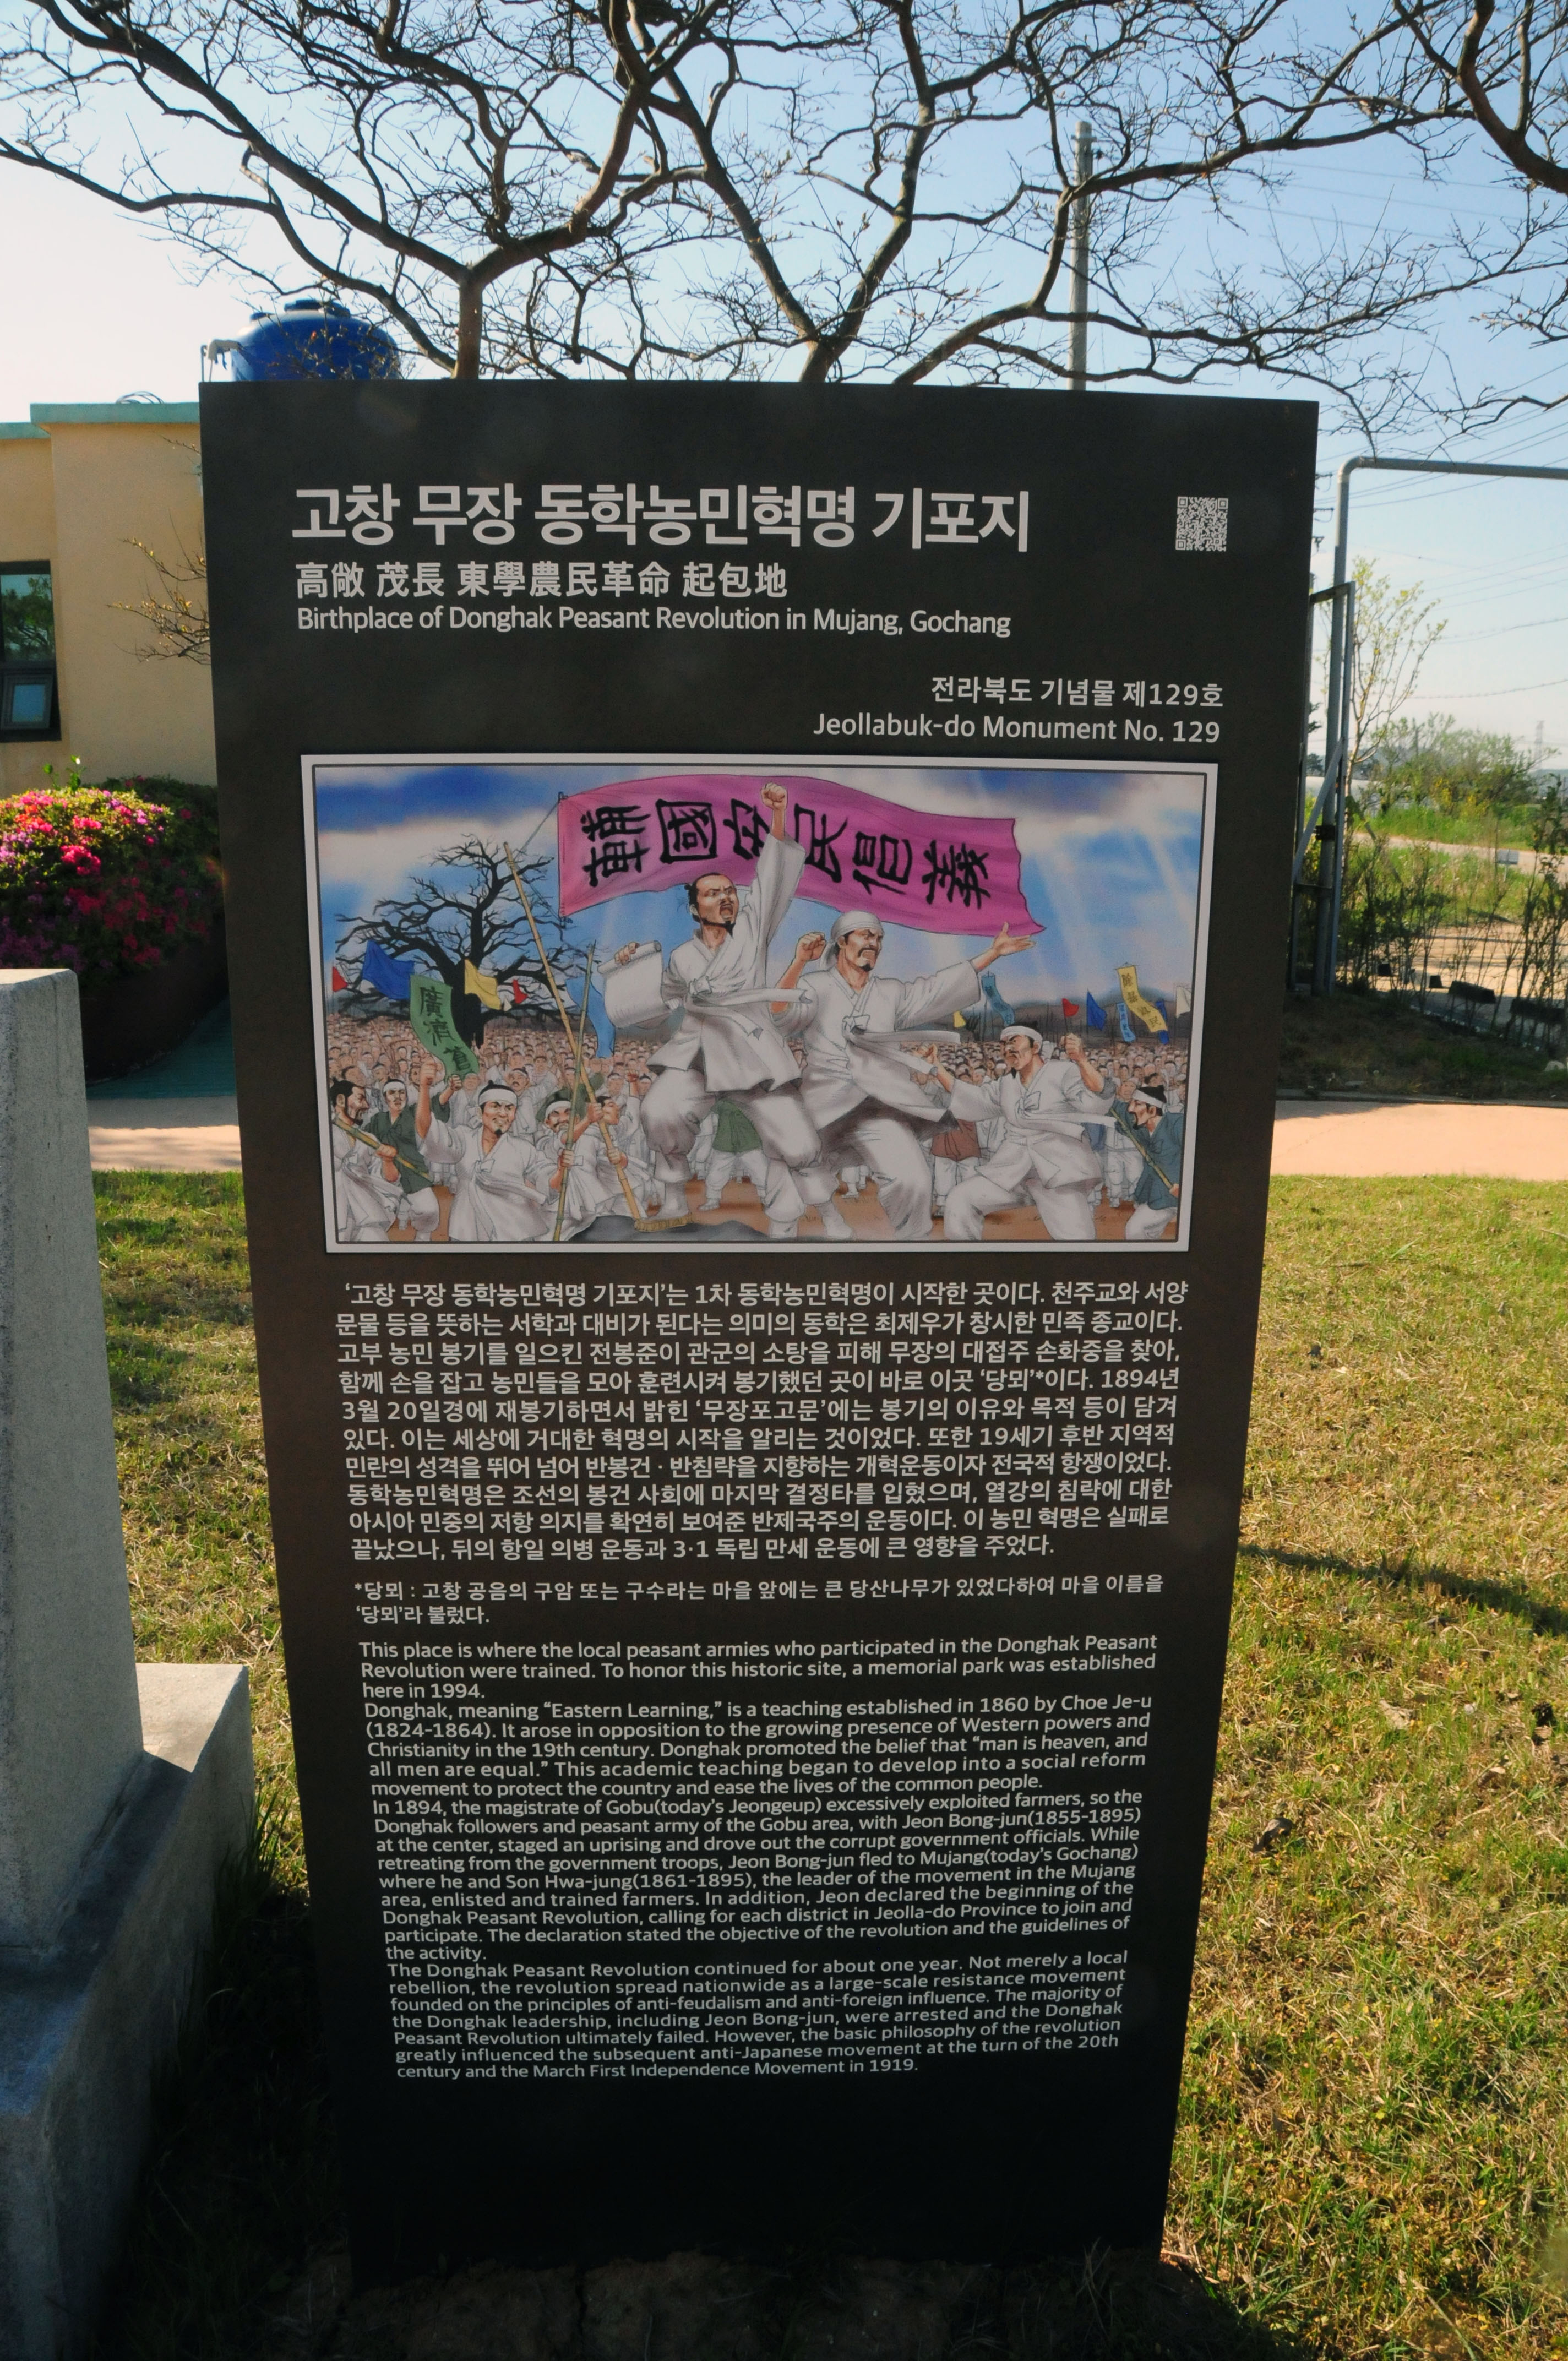 고창 무장 동학농민혁명 기포지
高敞 茂長 東學農民革命 起包地
Birthplace of Donghak Peasant Revolution in Mujang, Gochang
전라북도 기념물 제129호
Jeollabuk-do Monument No. 129
輔國安民倡義
廣濟蒼
‘고창 무장 동학농민혁명 기포지’는 1차 동학농민혁명이 시작한 곳이다. 천주교와 서양
문물 등을 뜻하는 서학과 대비가 된다는 의미의 동학은 최제우가 창시한 민족 종교이다.
고부 농민 봉기를 일으킨 전봉준이 관군의 소탕을 피해 무장의 대접주 손화중을 찾아,
함께 손을 잡고 농민들을 모아 훈련시켜 봉기했던 곳이 바로 이곳 ‘당뫼’*이다. 1894년
3월 20일경에 재봉기하면서 밝힌 ‘무장포고문’에는 봉기의 이유와 목적 등이 담겨
있다. 이는 세상에 거대한 혁명의 시작을 알리는 것이었다. 또한 19세기 후반 지역적
민란의 성격을 뛰어 넘어 반봉건 · 반침략을 지향하는 개혁운동이자 전국적 항쟁이었다.
동학농민혁명은 조선의 봉건 사회에 마지막 결정타를 입혔으며, 열강의 침략에 대한
아시아 민중의 저항 의지를 확연히 보여준 반제국주의 운동이다. 이 농민 혁명은 실패로
끝났으나, 뒤의 항일 의병 운동과 3·1 독립 만세 운동에 큰 영향을 주었다.
*당뫼 : 고창 공음의 구암 또는 구수라는 마을 앞에는 큰 당산나무가 있었다하여 마을 이름을
‘당뫼’라 불렀다.
This place is where the local peasant armies who participated in the Donghak Peasant
Revolution were trained. To honor this historic site, a memorial park was established
here in 1994.
Donghak, meaning “Eastern Learning,” is a teaching established in 1860 by Choe Je-u
(1824-1864). It arose in opposition to the growing presence of Western powers and
Christianity in the 19th century. Donghak promoted the belief that “man is heaven, and
all men are equal.” This academic teaching began to develop into a social reform
movement to protect the country and ease the lives of the common people.
In 1894, the magistrate of Gobu(today’s Jeongeup) excessively exploited farmers, so the
Donghak followers and peasant army of the Gobu area, with Jeon Bong-jun(1855-1895)
at the center, staged an uprising and drove out the corrupt government officials. While
retreating from the government troops, Jeon Bong-jun fled to Mujang(today’s Gochang)
where he and Son Hwa-jung(1861-1895), the leader of the movement in the Mujang
area, enlisted and trained farmers. In addition, Jeon declared the beginning of the
Donghak Peasant Revolution, calling for each district in Jeolla-do Province to join and
participate. The declaration stated the objective of the revolution and the guidelines of
the activity.
The Donghak Peasant Revolution continued for about one year. Not merely a local
rebellion, the revolution spread nationwide as a large-scale resistance movement
founded on the principles of anti-feudalism and anti-foreign influence. The majority of
the Donghak leadership, including Jeon Bong-jun, were arrested and the Donghak
Peasant Revolution ultimately failed. However, the basic philosophy of the revolution
greatly influenced the subsequent anti-Japanese movement at the turn of the 20th
century and the March First Independence Movement in 1919.